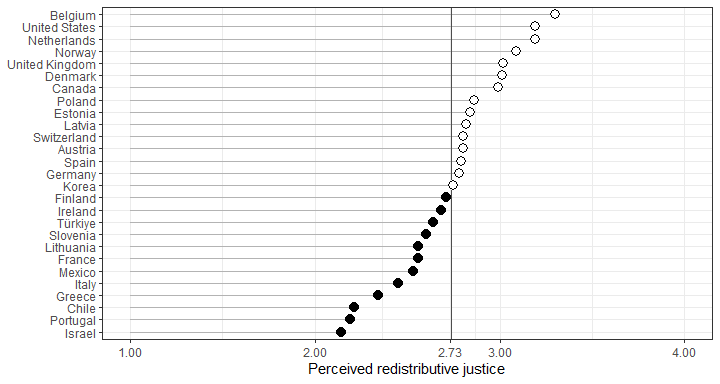 Belgium
United States
Netherlands
Norway
United Kingdom
Denmark
Canada
Poland
Estonia
Latvia
Switzerland
Austria
Spain
Germany
Korea
Finland
Ireland
Türkiye
Slovenia
Lithuania
France
Mexico
Italy
Greece
Chile
Portugal
Israel
1.00 2.00 2.73 3.00 4.00
Perceived redistributive justice